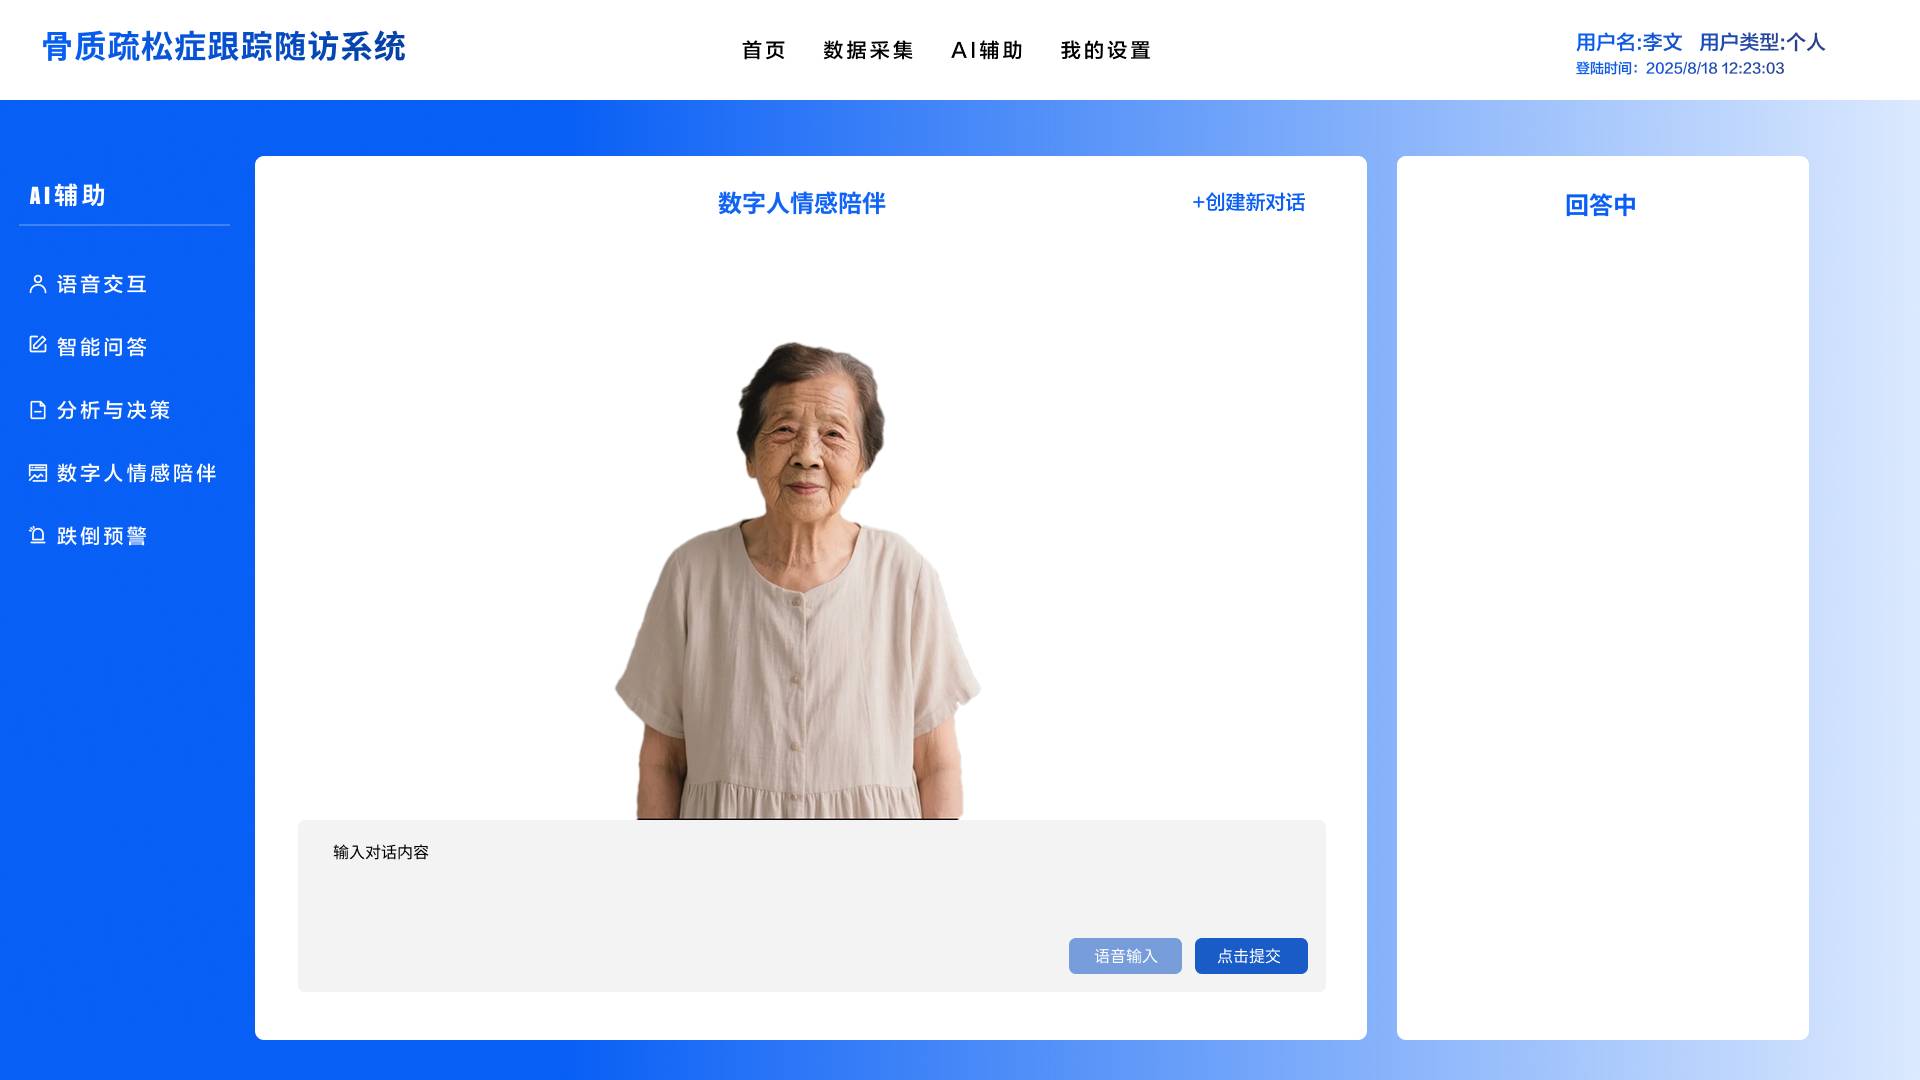 骨质疏松症跟踪随访系统
首页 数据采集 AI辅助 我的设置
用户名:李文 用户类型:个人
登陆时间：2025/8/18 12:23:03
AI辅助
语音交互
智能问答
分析与决策
数字人情感陪伴
跌倒预警
数字人情感陪伴
+创建新对话
输入对话内容
语音输入
点击提交
回答中